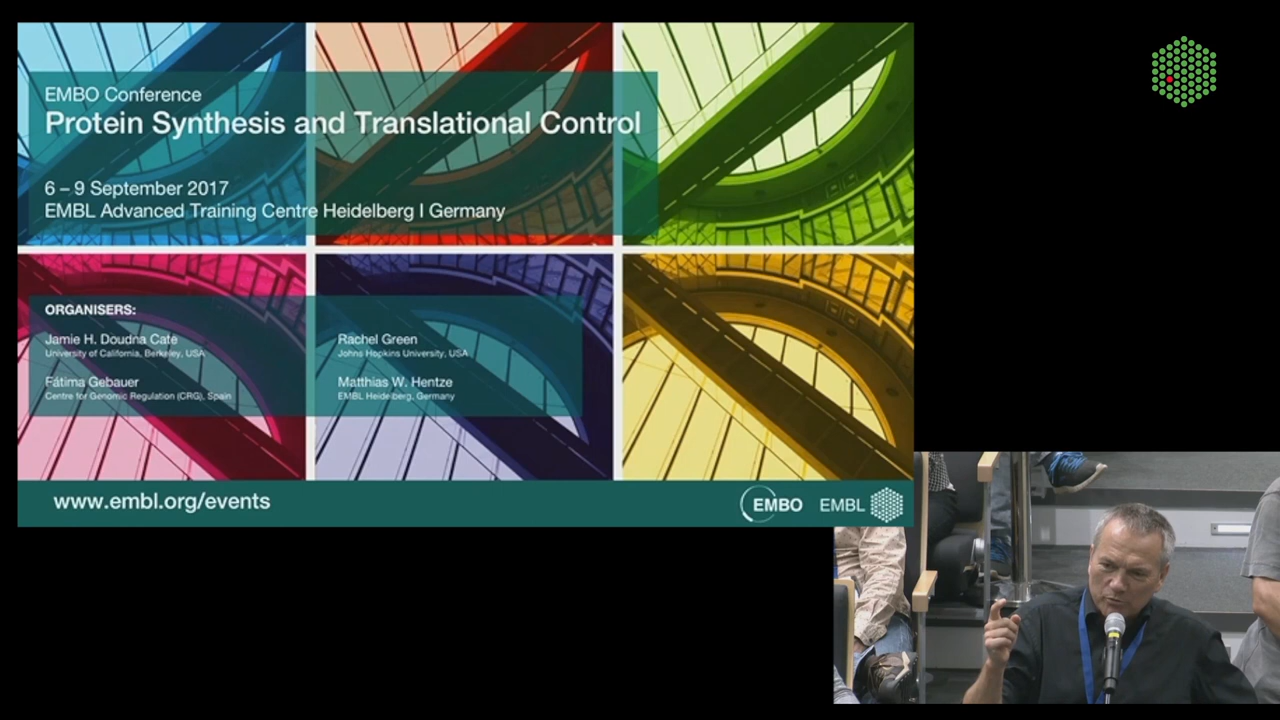 EMBO Conference
Protein Synthesis and Translational Control
6 – 9 September 2017
EMBL Advanced Training Centre Heidelberg I Germany
ORGANISERS:
Jamie H. Doudna Cate
University of California, Berkeley, USA
Fátima Gebauer
Centre for Genomic Regulation (CRG), Spain
Rachel Green
Johns Hopkins University, USA
Matthias W. Hentze
EMBL Heidelberg, Germany
www.embl.org/events
EMBO
EMBL